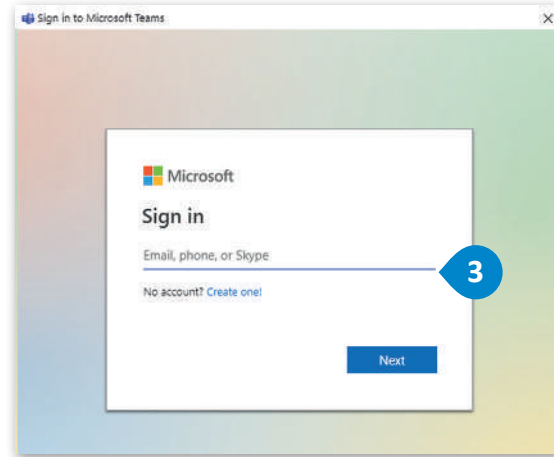 Sign in to Microsoft Teams
Microsoft
Sign in
Email, phone, or Skype
3
No account? Create one!
Next